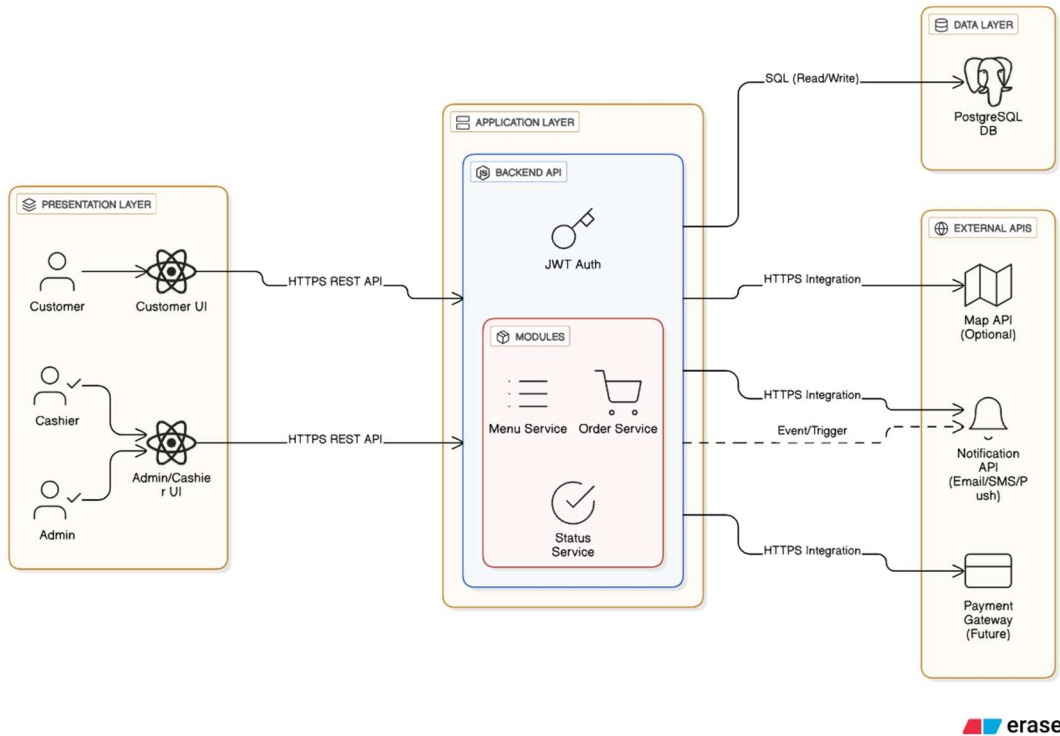 PRESENTATION LAYER
Customer
Customer UI
Cashier
Admin/Cashie
r UI
Admin
HTTPS REST API
HTTPS REST API
APPLICATION LAYER
BACKEND API
JWT Auth
MODULES
Menu Service
Order Service
Status
Service
SQL (Read/Write)
HTTPS Integration
HTTPS Integration
Event/Trigger
HTTPS Integration
DATA LAYER
PostgreSQL
DB
EXTERNAL APIS
Map API
(Optional)
Notification
API
(Email/SMS/P
ush)
Payment
Gateway
(Future)
erase